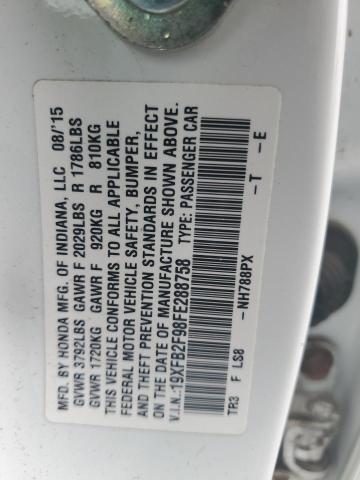 MFD. BY HONDA MFG. OF INDIANA, LLC 08/'15
GVWR 3792LBS GAWR F 2029LBS R 1786LBS
GVWR 1720KG GAWR F 920KG R 810KG
THIS VEHICLE CONFORMS TO ALL APPLICABLE
FEDERAL MOTOR VEHICLE SAFETY, BUMPER,
AND THEFT PREVENTION STANDARDS IN EFFECT
ON THE DATE OF MANUFACTURE SHOWN ABOVE.
V.I.N.:19XFB2F98FE288758 TYPE: PASSENGER CAR
TR3 F LS8 -NH788PX -T -E